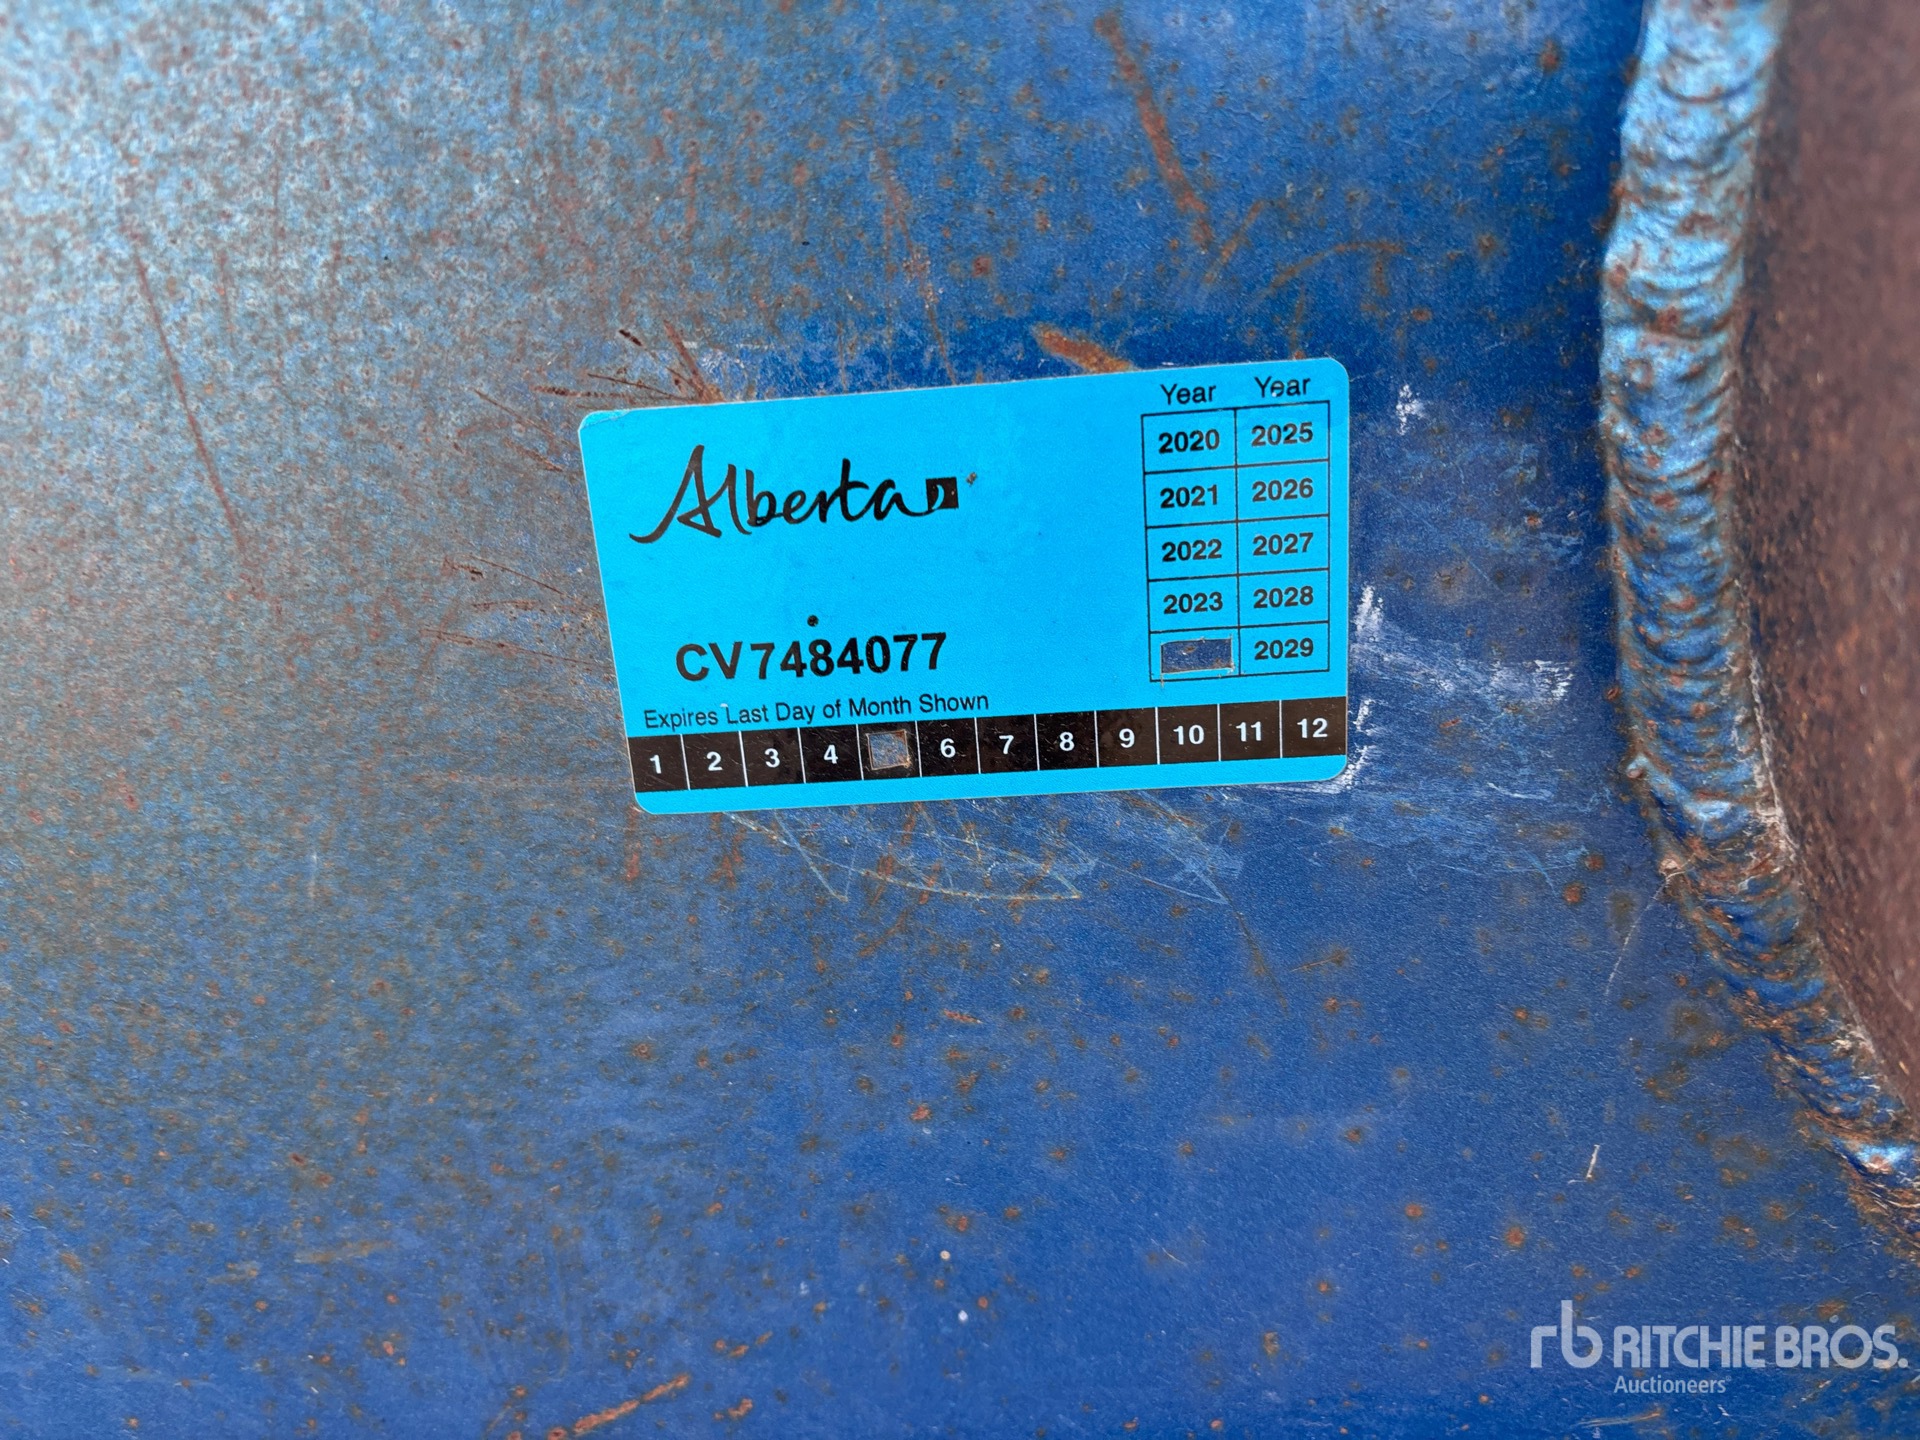 Alberta
Year Year
2020 2025
2021 2026
2022 2027
2023 2028
2029
CV7484077
Expires Last Day of Month Shown
1 2 3 4 6 7 8 9 10 11 12
rb RITCHIE BROS.
Auctioneers